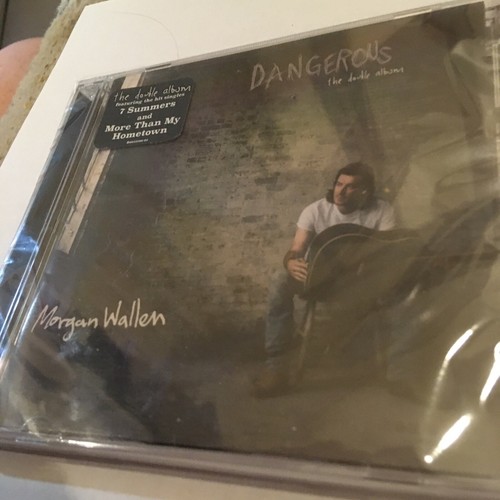 DANGEROUS
the double album
the double album
featuring the hit singles
7 Summers
and
More Than My
Hometown
Morgan Wallen